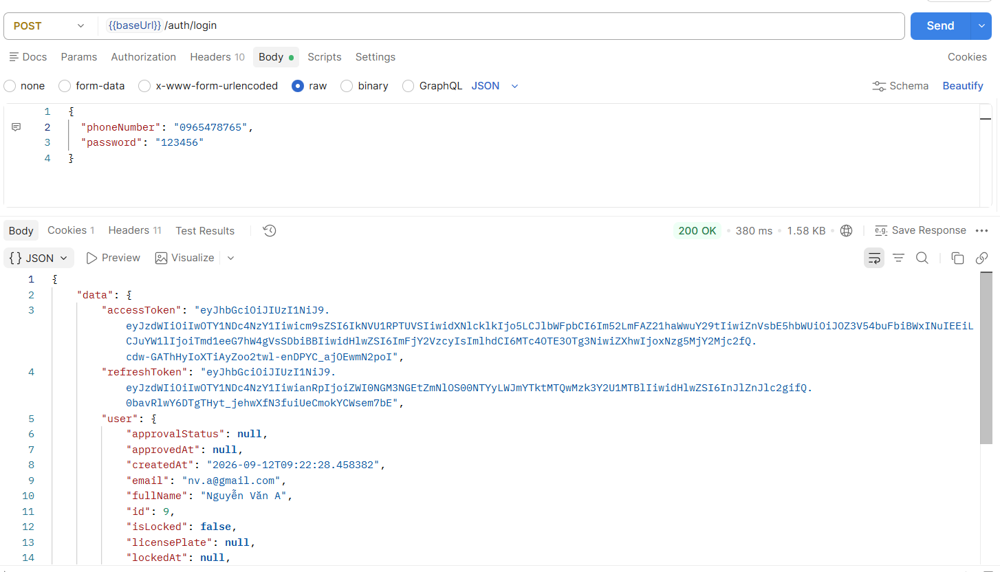 POST {{baseUrl}} /auth/login Send
Docs Params Authorization Headers 10 Body Scripts Settings Cookies
none form-data x-www-form-urlencoded raw binary GraphQL JSON Schema Beautify
1 {
2 "phoneNumber": "0965478765",
3 "password": "123456"
4 }
Body Cookies 1 Headers 11 Test Results 200 OK • 380 ms • 1.58 KB • e.g. Save Response
{} JSON Preview Visualize
1 {
2 "data": {
3 "accessToken": "eyJhbGciOiJIUzI1NiJ9.
eyJzdWIiOiIwOTY1NDc4NzY1Iiwicm9sZSI6IkNVU1RPTUVSIiwidXNlcklkIjo5LCJlbWFpbCI6Im52LmFAZ21haWwuY29tIiwiZnVsbE5hbWUiOiJOZ3V54buFbiBWxINuIEEiL
CJuYW1lIjoiTmd1eeG7hW4gVsSDbiBBIiwidHlwZSI6ImFjY2VzcyIsImlhdCI6MTc4OTE3OTg3NiwiZXhwIjoxNzg5MjY2Mjc2fQ.
cdw-GAThHyIoXTiAyZoo2twl-enDPYC_ajOEwmN2poI",
4 "refreshToken": "eyJhbGciOiJIUzI1NiJ9.
eyJzdWIiOiIwOTY1NDc4NzY1IiwianRpIjoiZWI0NGM3NGEtZmNlOS00NTYyLWJmYTktMTQwMzk3Y2U1MTBlIiwidHlwZSI6InJlZnJlc2gifQ.
0bavRlwY6DTgTHyt_jehwXfN3fuiUeCmokYCWsem7bE",
5 "user": {
6 "approvalStatus": null,
7 "approvedAt": null,
8 "createdAt": "2026-09-12T09:22:28.458382",
9 "email": "nv.a@gmail.com",
10 "fullName": "Nguyễn Văn A",
11 "id": 9,
12 "isLocked": false,
13 "licensePlate": null,
14 "lockedAt": null,